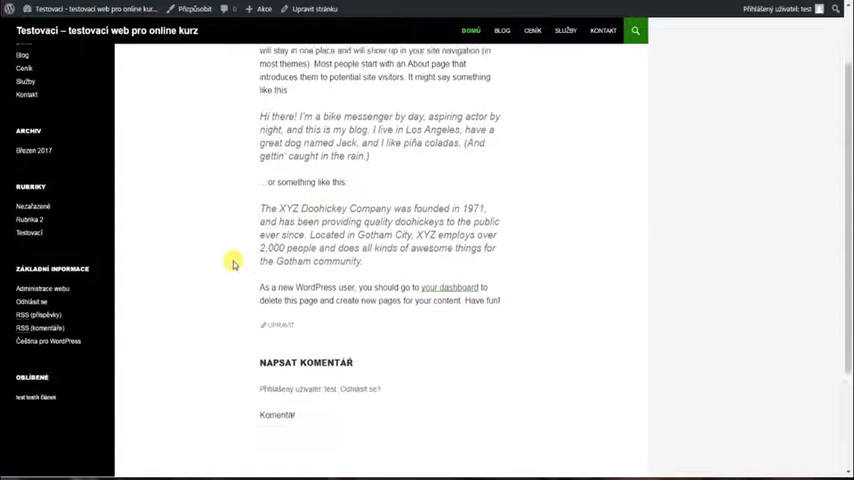 Testovací - testovací web pro online kur...
Přizpůsobit
0
Akce
Upravit stránku
Přihlášený uživatel: test
Testovací – testovací web pro online kurz
DOMŮ
BLOG
CENÍK
SLUŽBY
KONTAKT
Blog
Ceník
Služby
Kontakt
ARCHIV
Březen 2017
RUBRIKY
Nezařazené
Rubrika 2
Testovací
ZÁKLADNÍ INFORMACE
Administrace webu
Odhlásit se
RSS (příspěvky)
RSS (komentáře)
Čeština pro WordPress
OBLÍBENÉ
test testík článek
will stay in one place and will show up in your site navigation (in
most themes). Most people start with an About page that
introduces them to potential site visitors. It might say something
like this
Hi there! I'm a bike messenger by day, aspiring actor by
night, and this is my blog. I live in Los Angeles, have a
great dog named Jack, and I like piña coladas. (And
gettin' caught in the rain.)
…or something like this:
The XYZ Doohickey Company was founded in 1971,
and has been providing quality doohickeys to the public
ever since. Located in Gotham City, XYZ employs over
2,000 people and does all kinds of awesome things for
the Gotham community.
As a new WordPress user, you should go to your dashboard to
delete this page and create new pages for your content. Have fun!
UPRAVIT
NAPSAT KOMENTÁŘ
Přihlášený uživatel: test. Odhlásit se?
Komentář